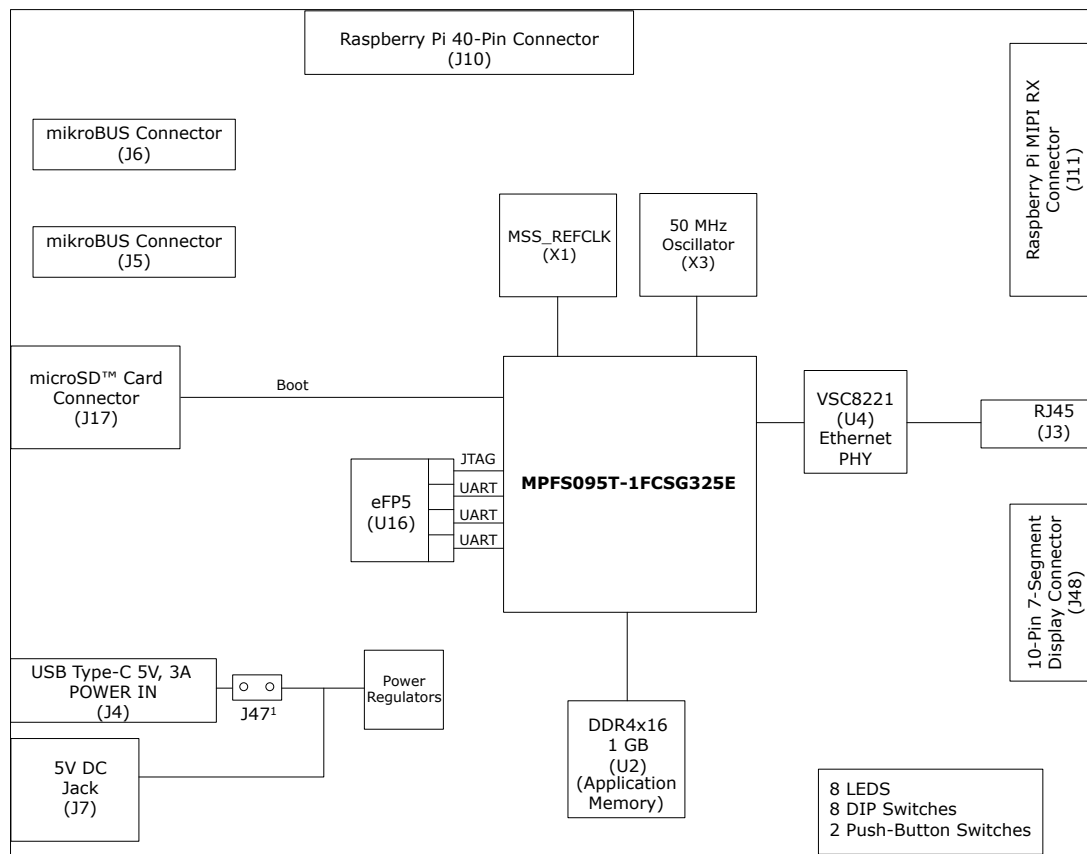 Raspberry Pi 40-Pin Connector
(J10)
mikroBUS Connector
(J6)
mikroBUS Connector
(J5)
MSS_REFCLK
(X1)
50 MHz
Oscillator
(X3)
Raspberry Pi MIPI RX
Connector
(J11)
microSD™ Card
Connector
(J17)
Boot
MPFS095T-1FCSG325E
VSC8221
(U4)
Ethernet
PHY
RJ45
(J3)
eFP5
(U16)
JTAG
UART
UART
UART
10-Pin 7-Segment
Display Connector
(J48)
USB Type-C 5V, 3A
POWER IN
(J4)
J47¹
Power
Regulators
5V DC
Jack
(J7)
DDR4x16
1 GB
(U2)
(Application
Memory)
8 LEDS
8 DIP Switches
2 Push-Button Switches